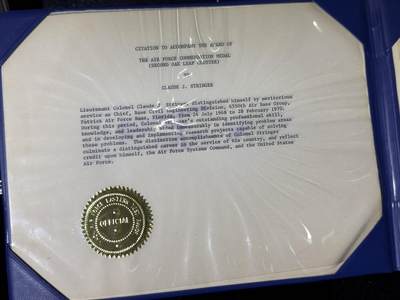 CITATION TO ACCOMPANY THE AWARD OF
THE AIR FORCE COMMENDATION MEDAL
(SECOND OAK LEAF CLUSTER)
TO
CLAUDE J. STRINGER
Lieutenant Colonel Claude J. Stringer distinguished himself by meritorious
service as Chief, Base Civil Engineering Division, 6550th Air Base Group,
Patrick Air Force Base, Florida, from 24 July 1968 to 28 February 1970.
During this period, Colonel Stringer's outstanding professional skill,
knowledge, and leadership aided immeasurably in identifying problem areas
and in developing and implementing research projects capable of solving
these problems. The distinctive accomplishments of Colonel Stringer
culminate a distinguished career in the service of his country, and reflect
credit upon himself, the Air Force Systems Command, and the United States
Air Force.
OFFICIAL